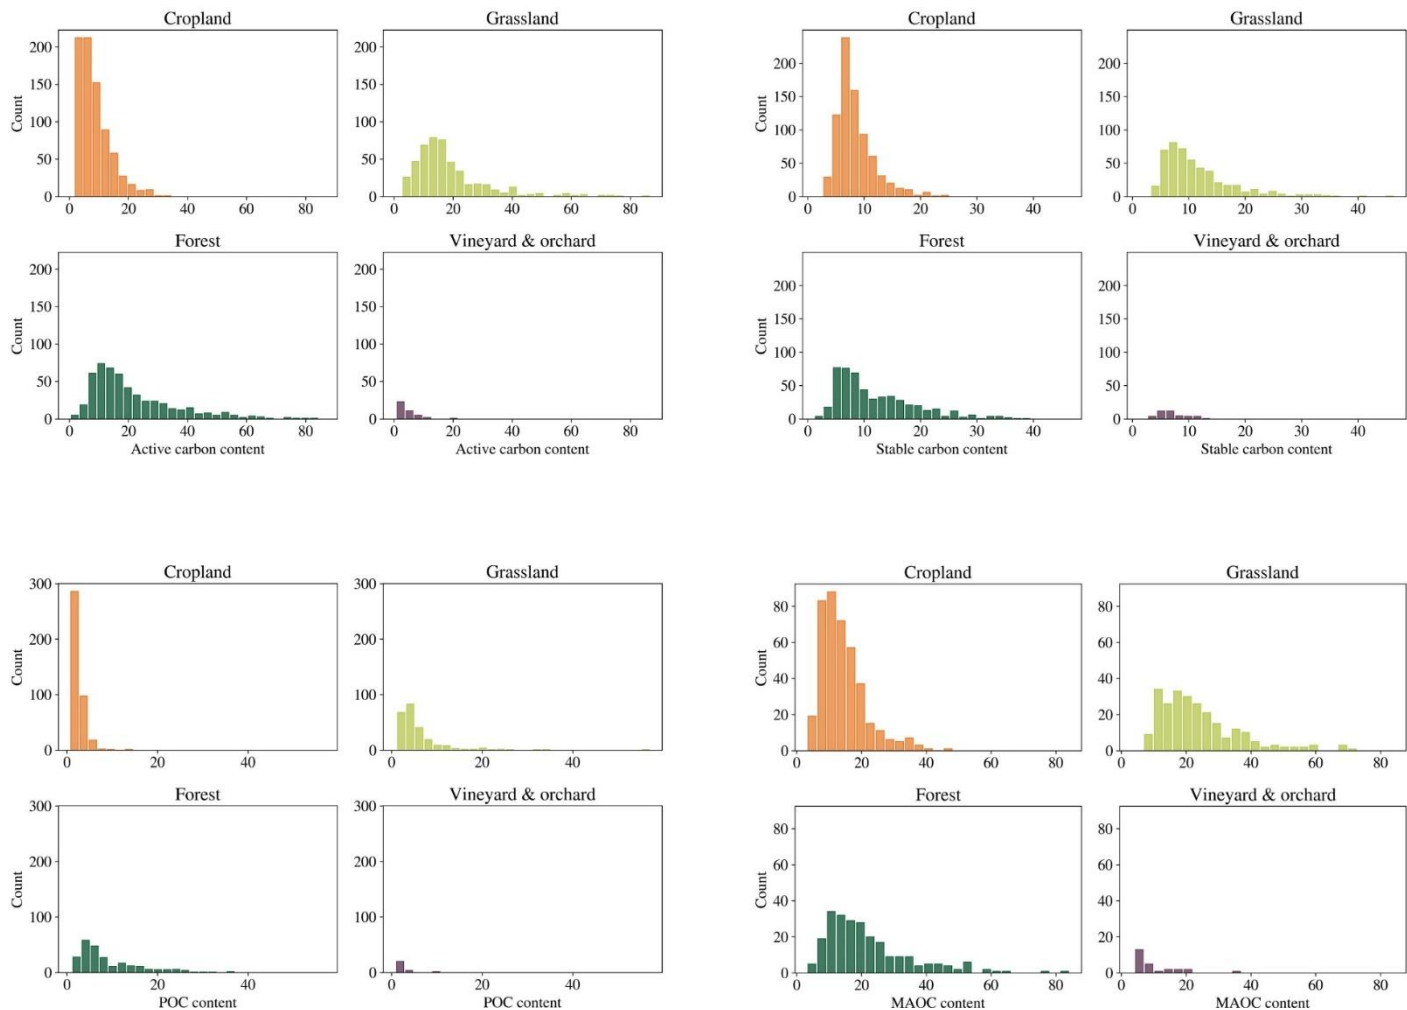 Cropland
Grassland
Cropland
Grassland
200
150
100
50
0
Count
0 20 40 60 80
200
150
100
50
0
0 20 40 60 80
200
150
100
50
0
Count
0 10 20 30 40
200
150
100
50
0
0 10 20 30 40
Forest
Vineyard & orchard
Forest
Vineyard & orchard
200
150
100
50
0
Count
0 20 40 60 80
Active carbon content
200
150
100
50
0
0 20 40 60 80
Active carbon content
200
150
100
50
0
Count
0 10 20 30 40
Stable carbon content
200
150
100
50
0
0 10 20 30 40
Stable carbon content
Cropland
Grassland
Cropland
Grassland
300
200
100
0
Count
0 20 40
300
200
100
0
0 20 40
80
60
40
20
0
Count
0 20 40 60 80
80
60
40
20
0
0 20 40 60 80
Forest
Vineyard & orchard
Forest
Vineyard & orchard
300
200
100
0
Count
0 20 40
POC content
300
200
100
0
0 20 40
POC content
80
60
40
20
0
Count
0 20 40 60 80
MAOC content
80
60
40
20
0
0 20 40 60 80
MAOC content